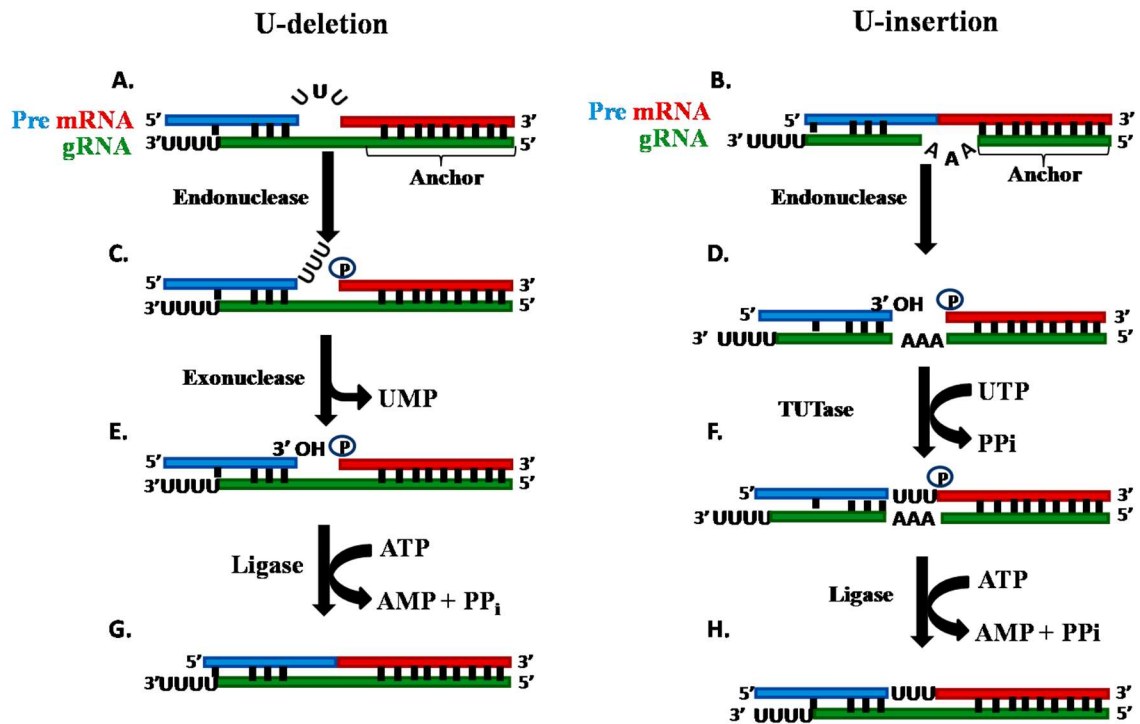 U-deletion
A.
U U U
5’ 3’
Pre mRNA
gRNA
3’UUUU 5’
Anchor
Endonuclease
C.
UUU P
5’ 3’
3’UUUU 5’
Exonuclease
UMP
E.
3’ OH P
5’ 3’
3’UUUU 5’
Ligase
ATP
AMP + PPi
G.
5’ 3’
3’UUUU 5’
U-insertion
B.
5’ 3’
Pre mRNA
gRNA
3’ UUUU A A A 5’
Anchor
Endonuclease
D.
3’ OH P
5’ 3’
3’ UUUU AAA 5’
TUTase
UTP
PPi
F.
P
5’ UUU 3’
3’ UUUU AAA 5’
Ligase
ATP
AMP + PPi
H.
5’ UUU 3’
3’ UUUU 5’